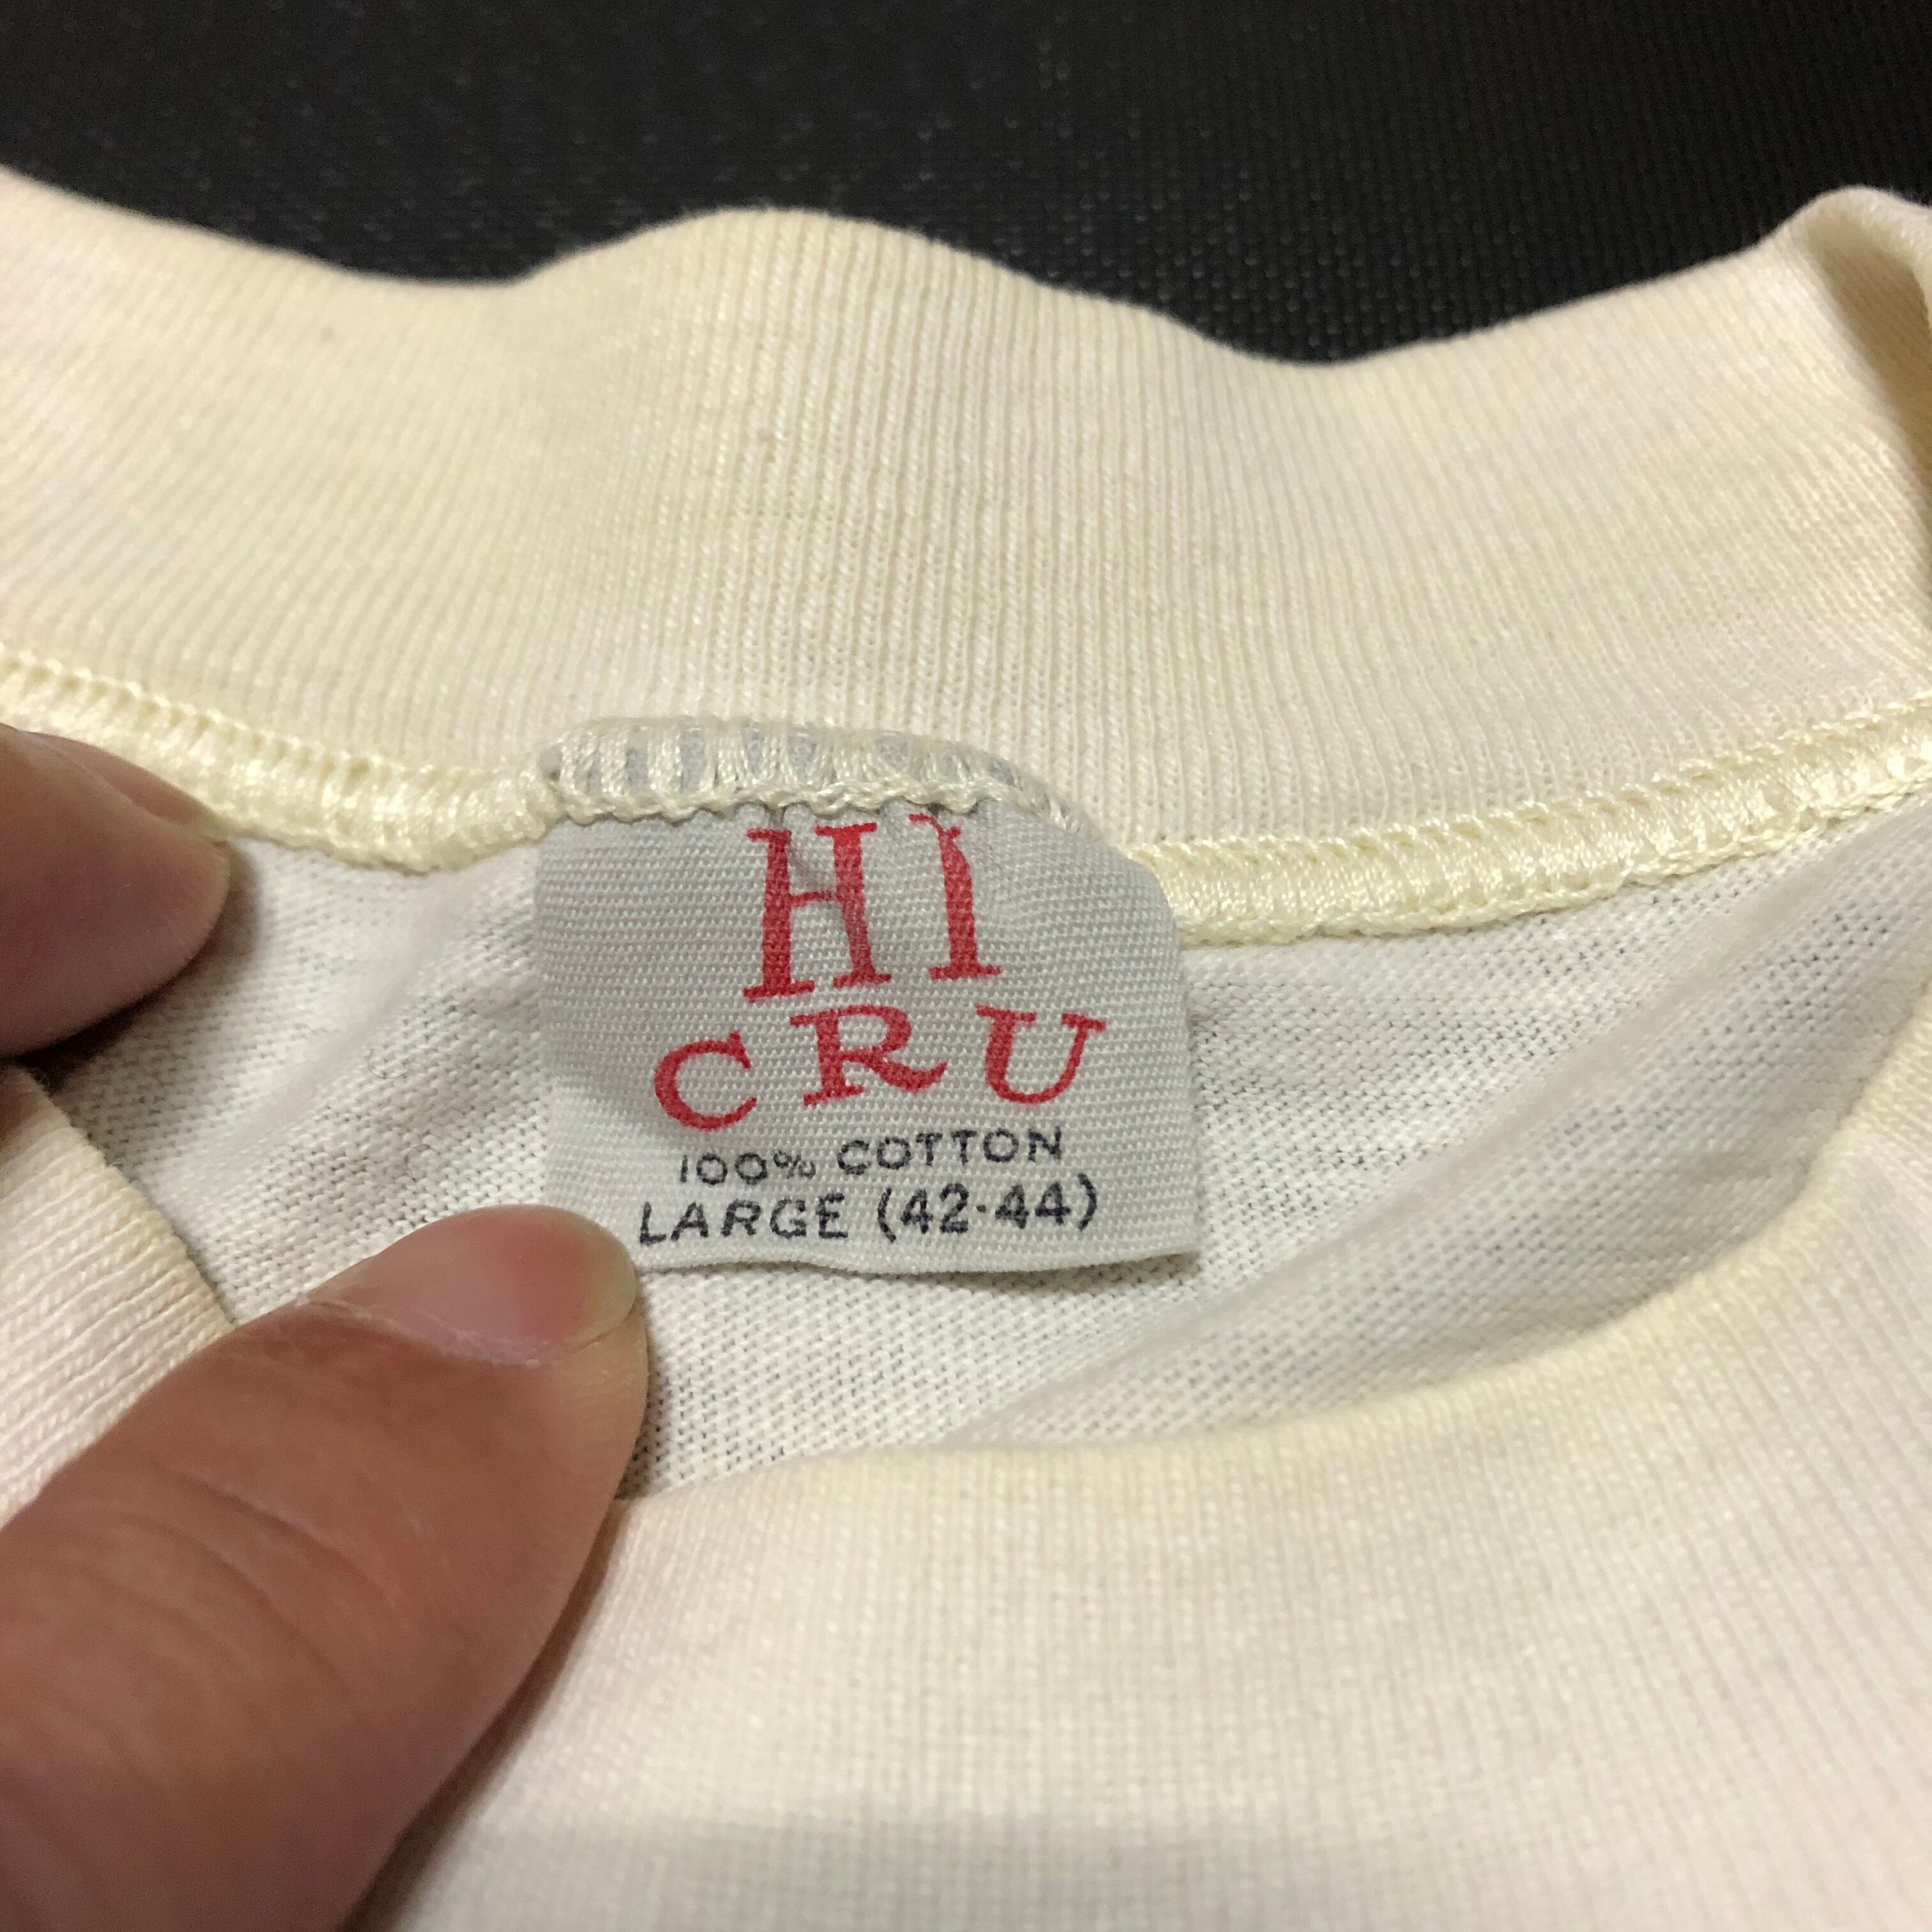 HI
CRU
100% COTTON
LARGE (42-44)